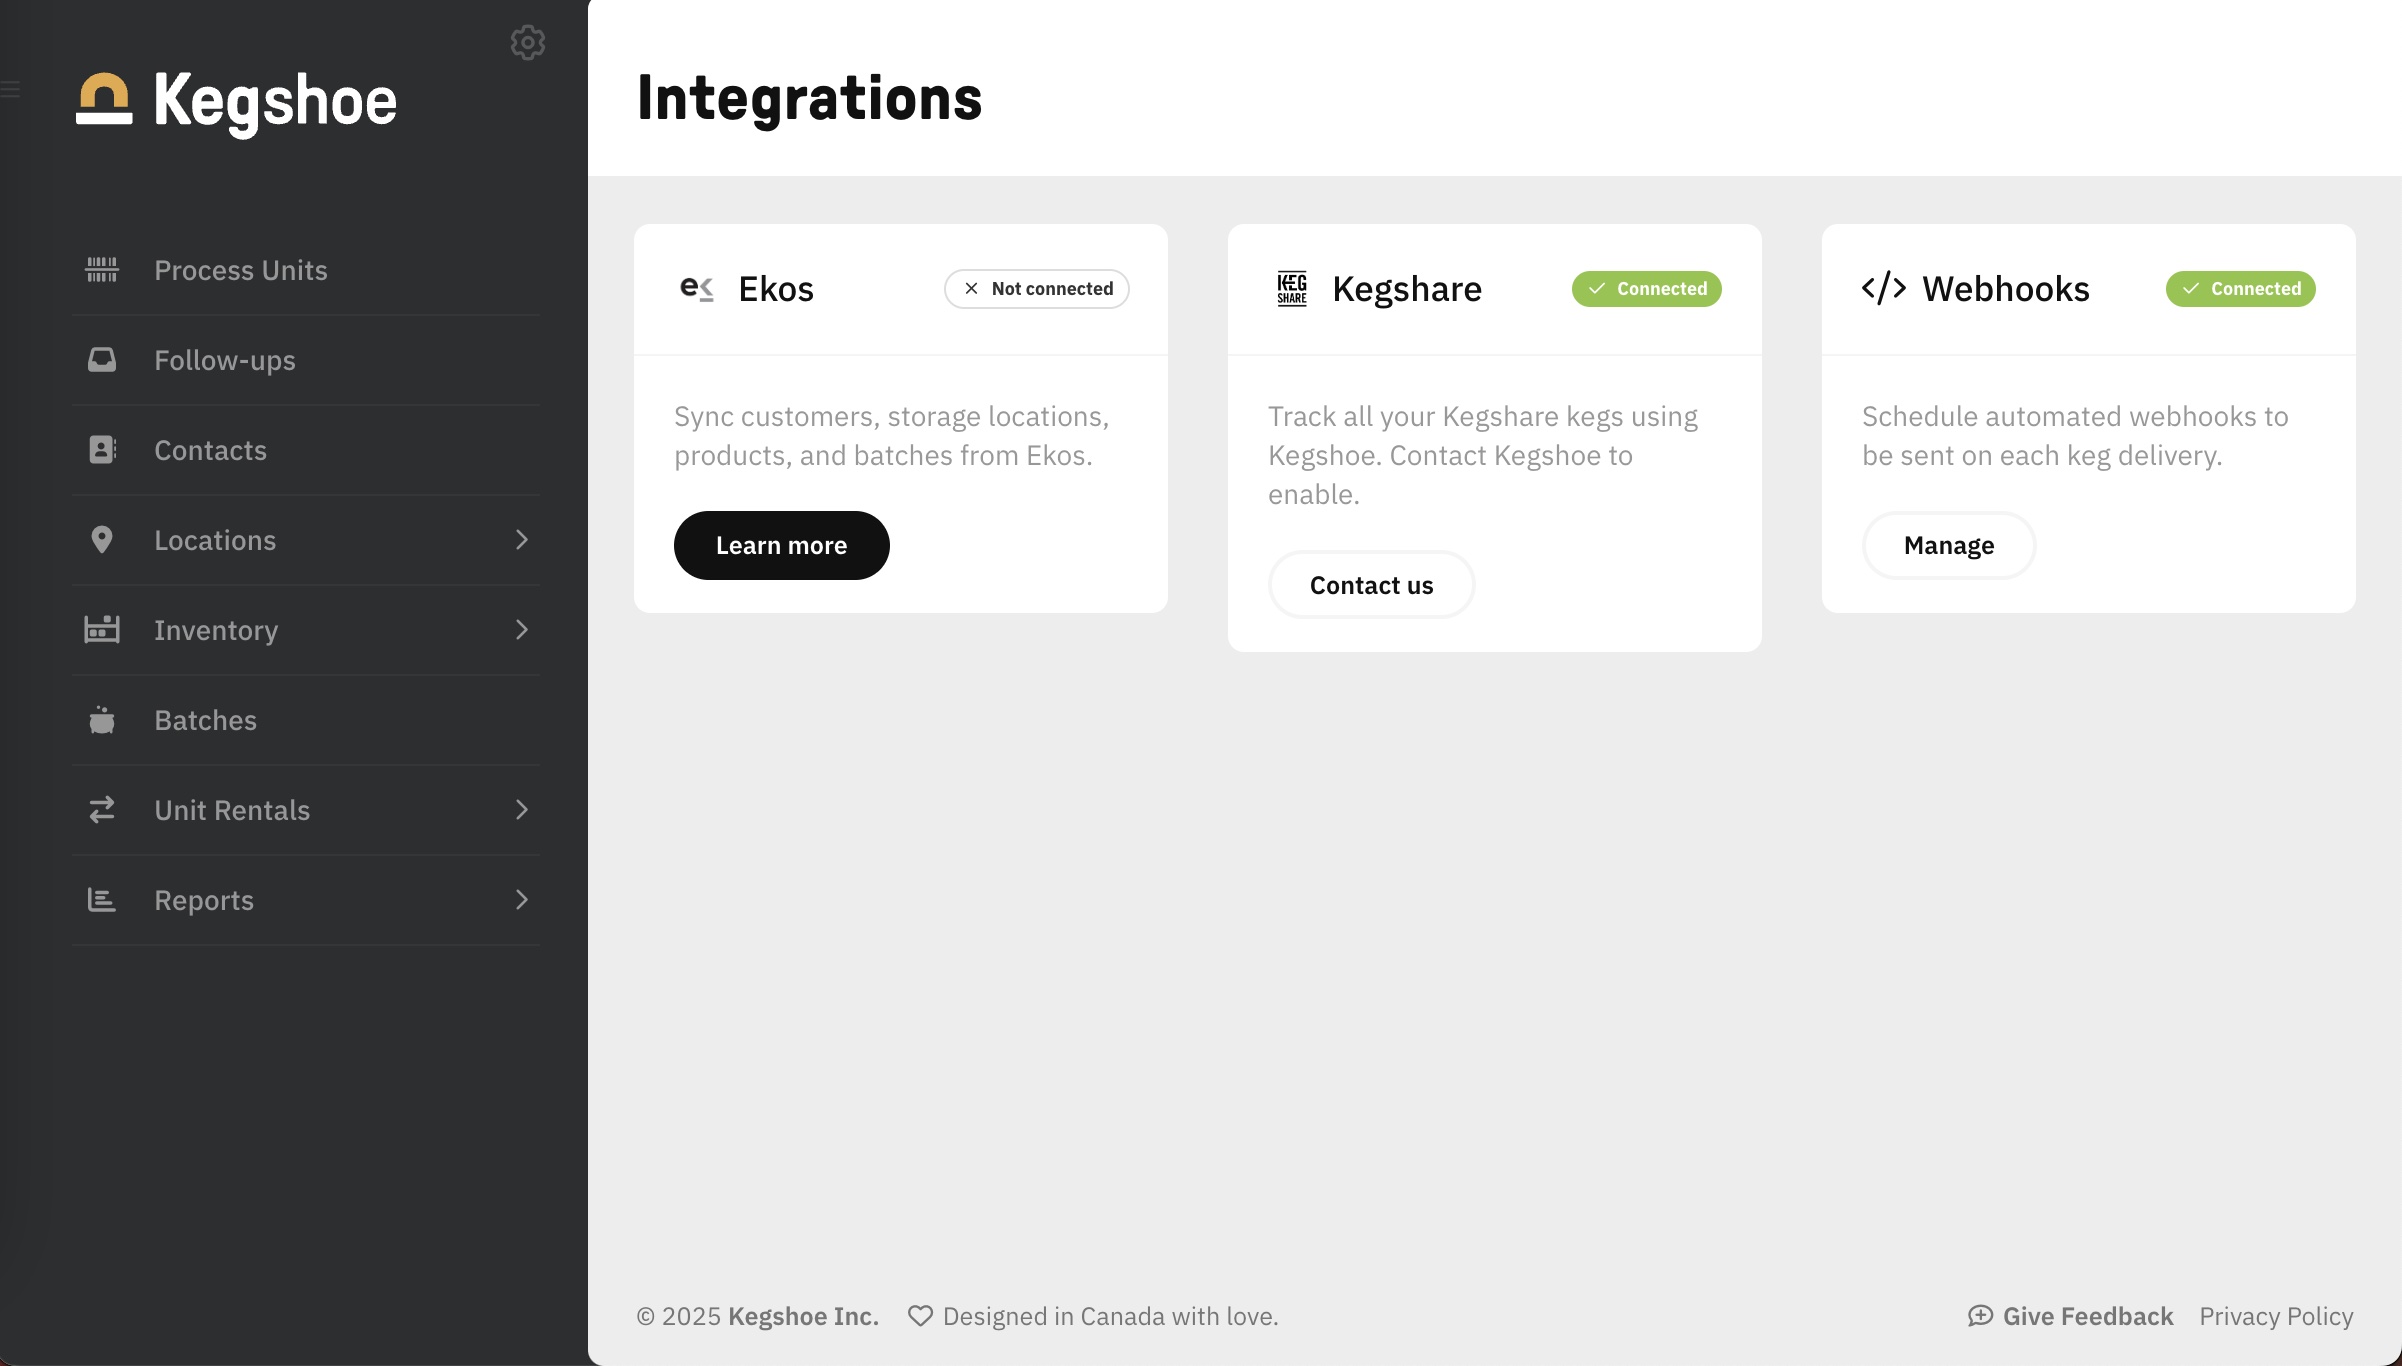 Kegshoe
Process Units
Follow-ups
Contacts
Locations
Inventory
Batches
Unit Rentals
Reports
Integrations
ek Ekos
Not connected
Sync customers, storage locations,
products, and batches from Ekos.
Learn more
KEG
SHARE
Kegshare
Connected
Track all your Kegshare kegs using
Kegshoe. Contact Kegshoe to
enable.
Contact us
</> Webhooks
Connected
Schedule automated webhooks to
be sent on each keg delivery.
Manage
© 2025 Kegshoe Inc. Designed in Canada with love.
Give Feedback Privacy Policy